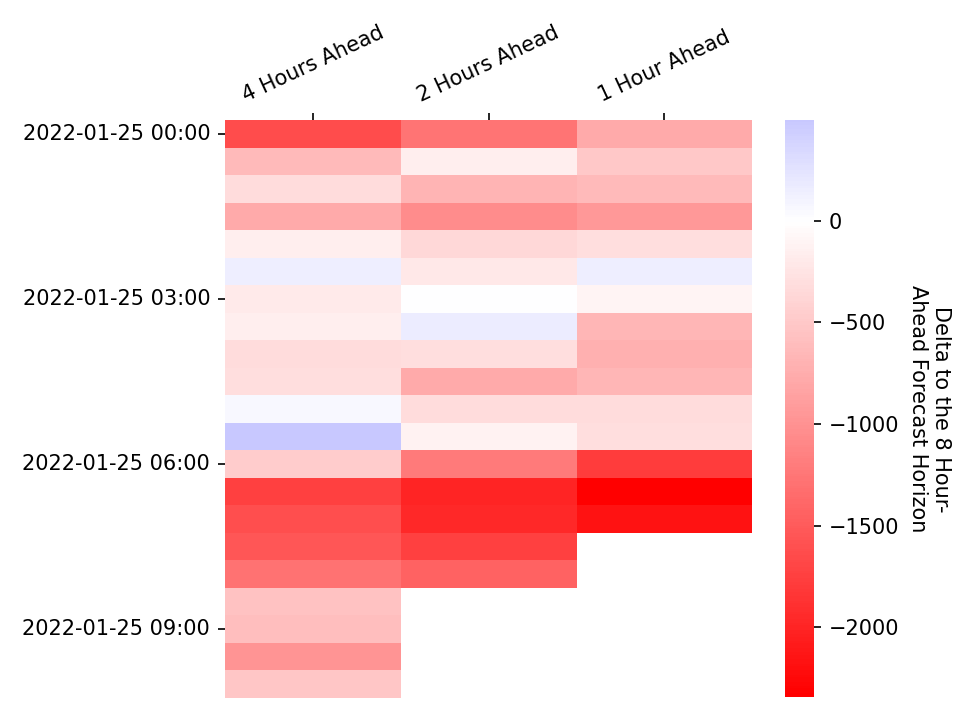 4 Hours Ahead
2 Hours Ahead
1 Hour Ahead
2022-01-25 00:00
2022-01-25 03:00
2022-01-25 06:00
2022-01-25 09:00
0
−500
−1000
−1500
−2000
Delta to the 8 Hour-
Ahead Forecast Horizon